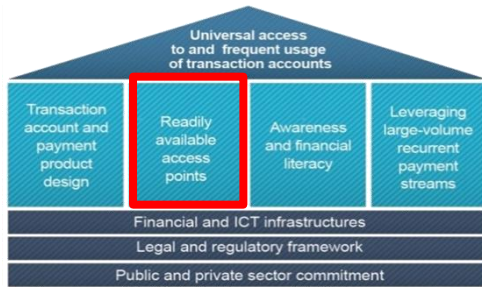 Universal access
to and frequent usage
of transaction accounts
Transaction
account and
payment
product
design
Readily
available
access
points
Awareness
and financial
literacy
Leveraging
large-volume
recurrent
payment
streams
Financial and ICT infrastructures
Legal and regulatory framework
Public and private sector commitment